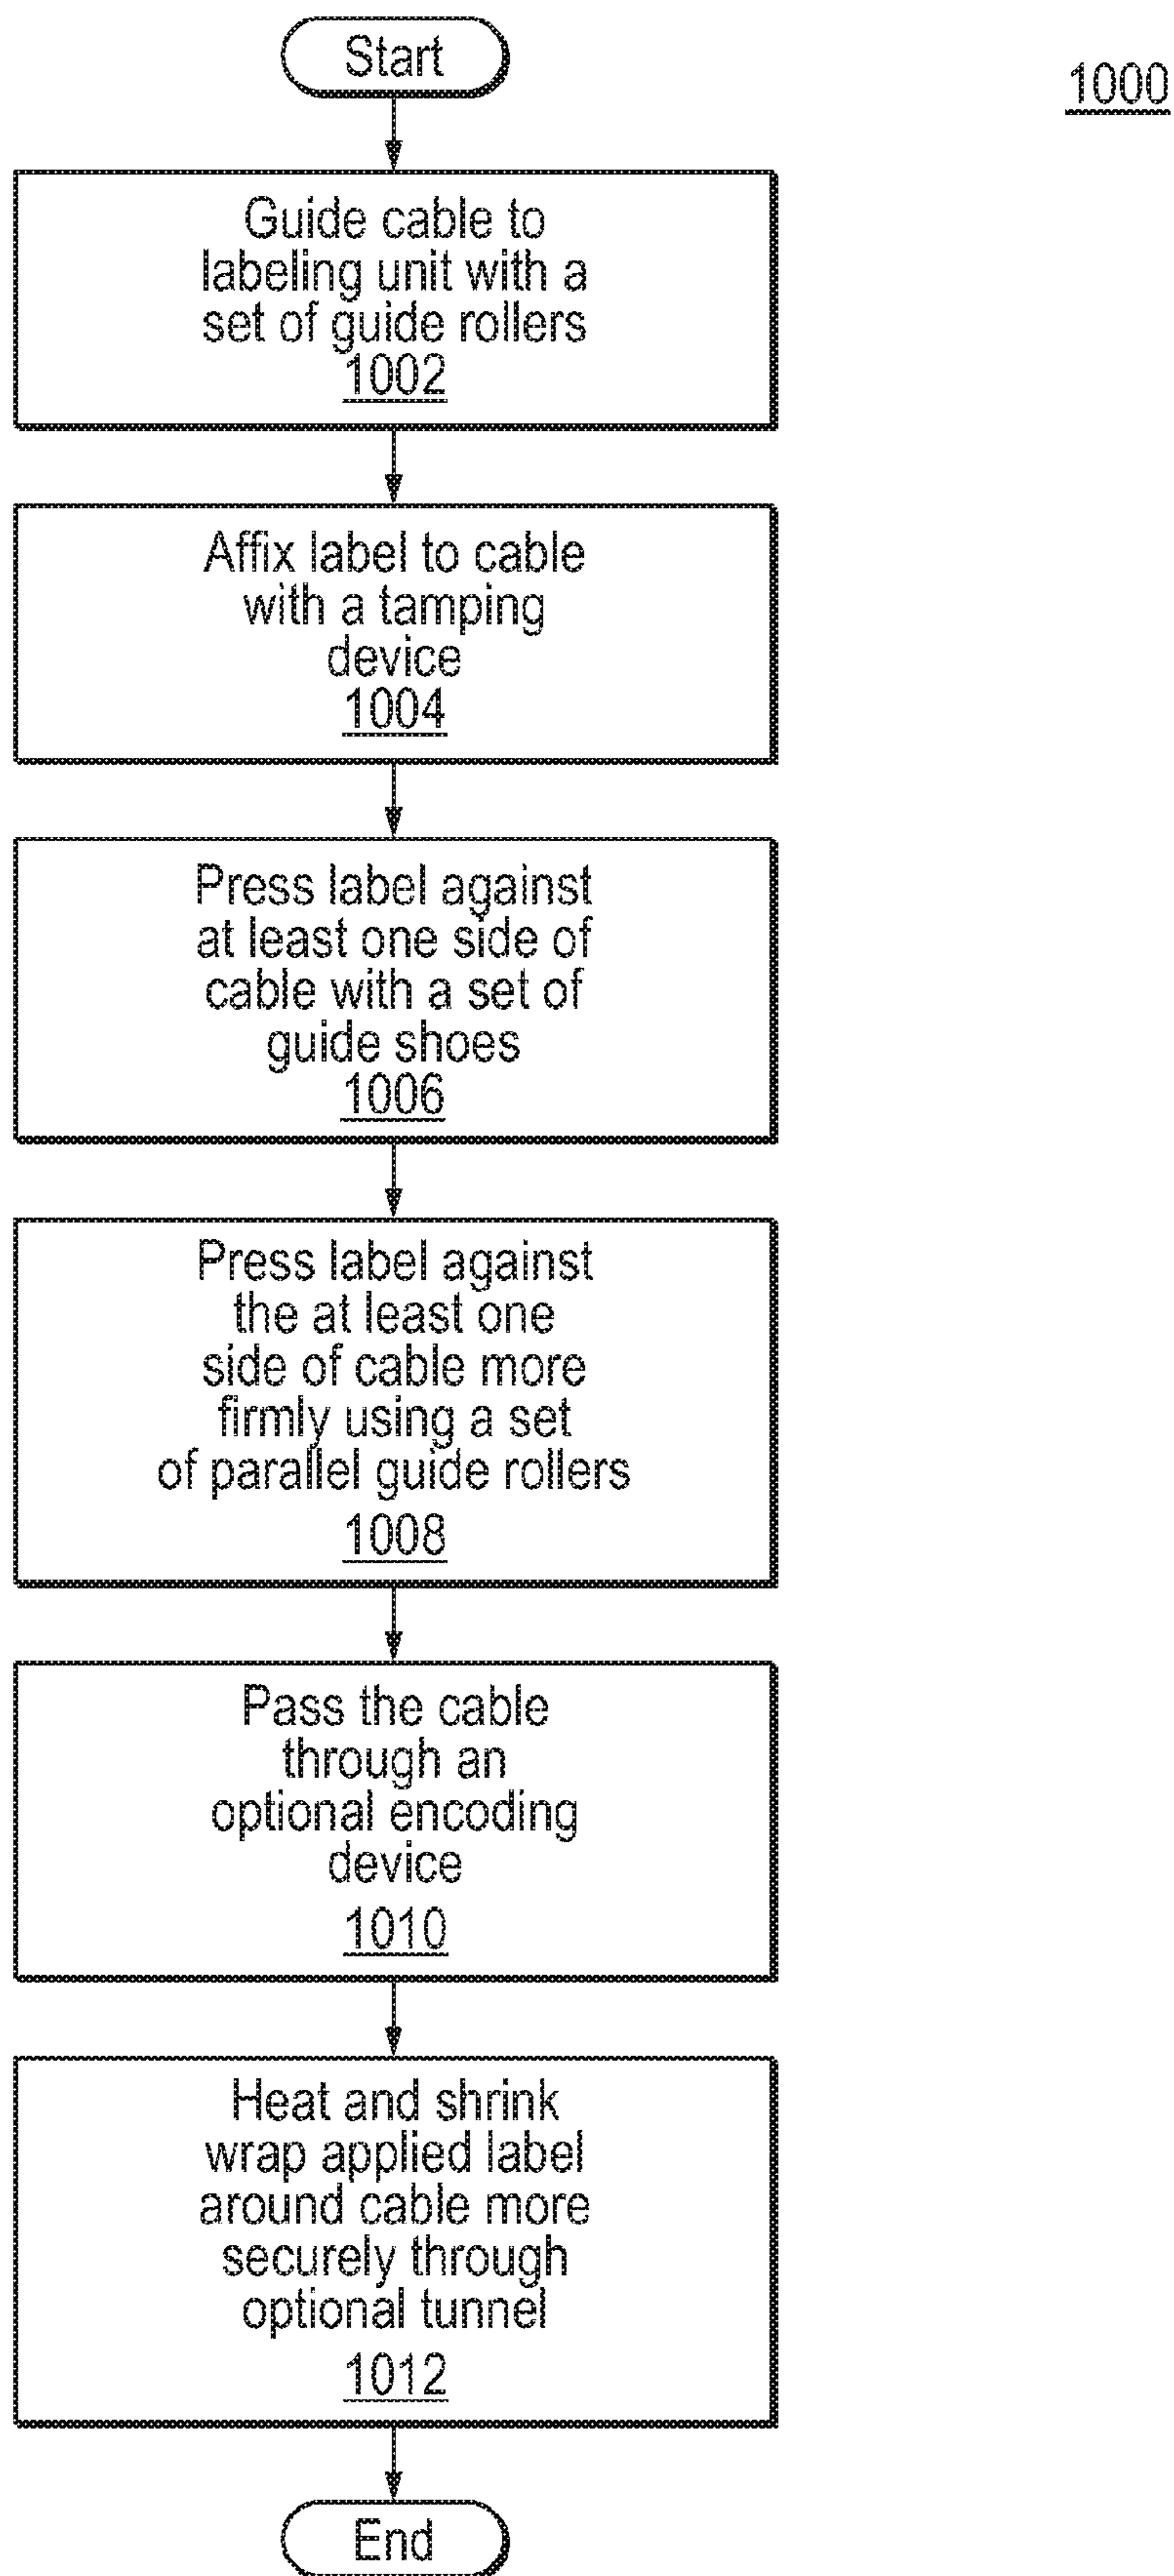 Start
1000
Guide cable to
labeling unit with a
set of guide rollers
1002
Affix label to cable
with a tamping
device
1004
Press label against
at least one side of
cable with a set of
guide shoes
1006
Press label against
the at least one
side of cable more
firmly using a set
of parallel guide rollers
1008
Pass the cable
through an
optional encoding
device
1010
Heat and shrink
wrap applied label
around cable more
securely through
optional tunnel
1012
End